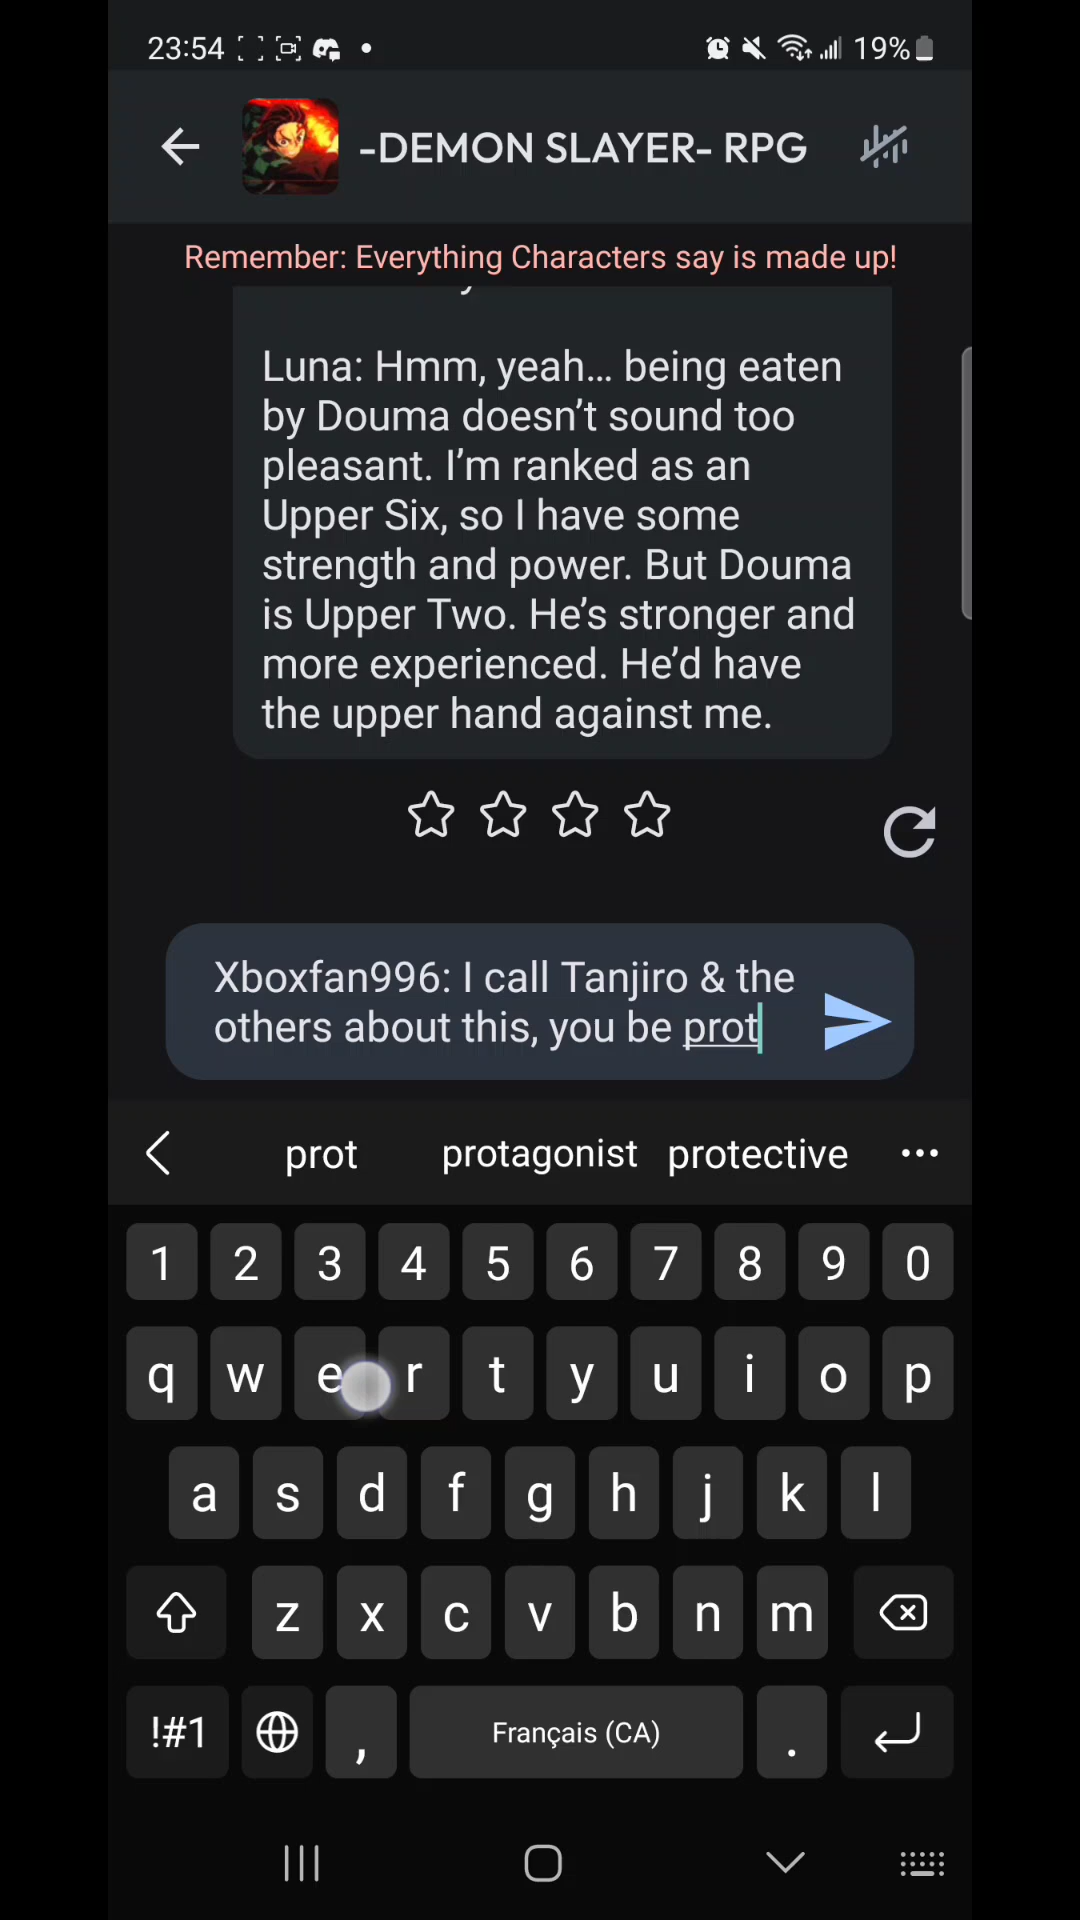 23:54
19%
-DEMON SLAYER- RPG
Remember: Everything Characters say is made up!
Luna: Hmm, yeah... being eaten
by Douma doesn’t sound too
pleasant. I’m ranked as an
Upper Six, so I have some
strength and power. But Douma
is Upper Two. He’s stronger and
more experienced. He’d have
the upper hand against me.
Xboxfan996: I call Tanjiro & the
others about this, you be prot
prot protagonist protective ...
1 2 3 4 5 6 7 8 9 0
q w e r t y u i o p
a s d f g h j k l
z x c v b n m
!#1 , Français (CA) .